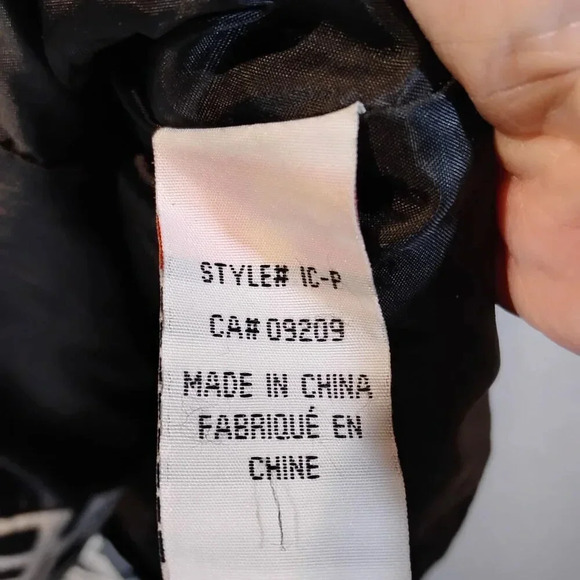 STYLE# IC-P
CA# 09209
MADE IN CHINA
FABRIQUÉ EN
CHINE